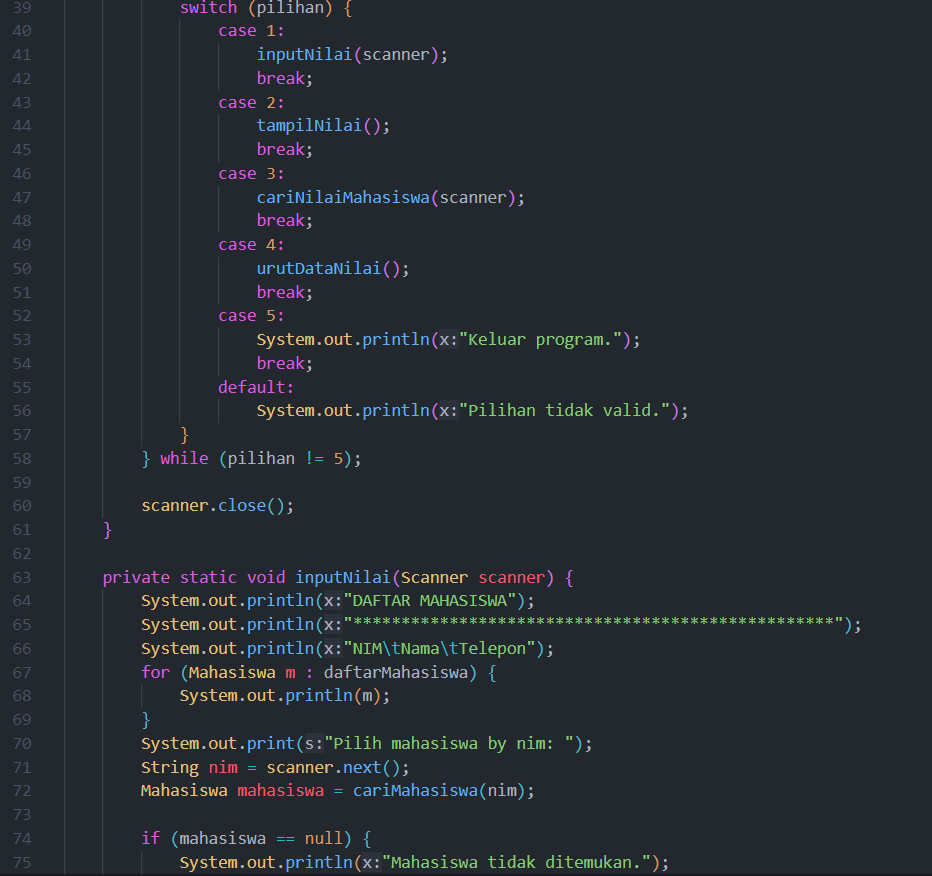 39 switch (pilihan) {
40 case 1:
41 inputNilai(scanner);
42 break;
43 case 2:
44 tampilNilai();
45 break;
46 case 3:
47 cariNilaiMahasiswa(scanner);
48 break;
49 case 4:
50 urutDataNilai();
51 break;
52 case 5:
53 System.out.println(x:"Keluar program.");
54 break;
55 default:
56 System.out.println(x:"Pilihan tidak valid.");
57 }
58 } while (pilihan != 5);
59
60 scanner.close();
61 }
62
63 private static void inputNilai(Scanner scanner) {
64 System.out.println(x:"DAFTAR MAHASISWA");
65 System.out.println(x:"**************************************************");
66 System.out.println(x:"NIM\tNama\tTelepon");
67 for (Mahasiswa m : daftarMahasiswa) {
68 System.out.println(m);
69 }
70 System.out.print(s:"Pilih mahasiswa by nim: ");
71 String nim = scanner.next();
72 Mahasiswa mahasiswa = cariMahasiswa(nim);
73
74 if (mahasiswa == null) {
75 System.out.println(x:"Mahasiswa tidak ditemukan.");